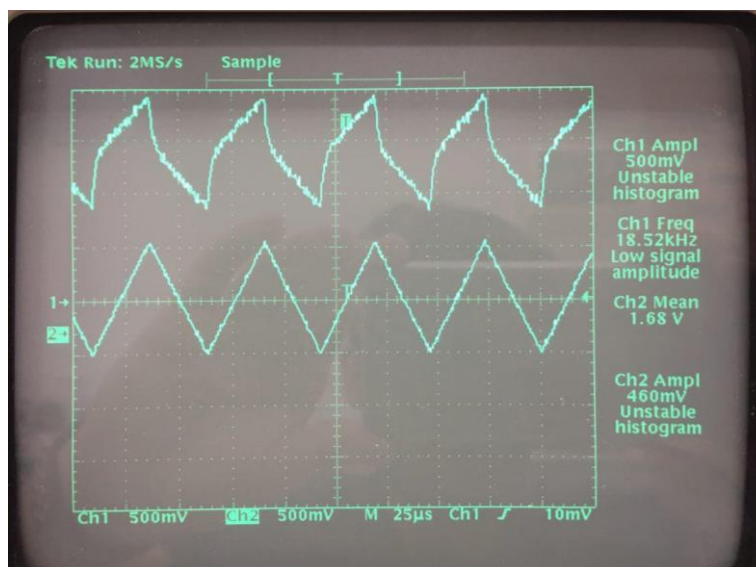 Tek Run: 2MS/s Sample
[ T ]
T
Ch1 Ampl
500mV
Unstable
histogram
Ch1 Freq
18.52kHz
Low signal
amplitude
T
1→
Ch2 Mean
1.68 V
2→
Ch2 Ampl
460mV
Unstable
histogram
Ch1 500mV Ch2 500mV M 25µs Ch1 10mV